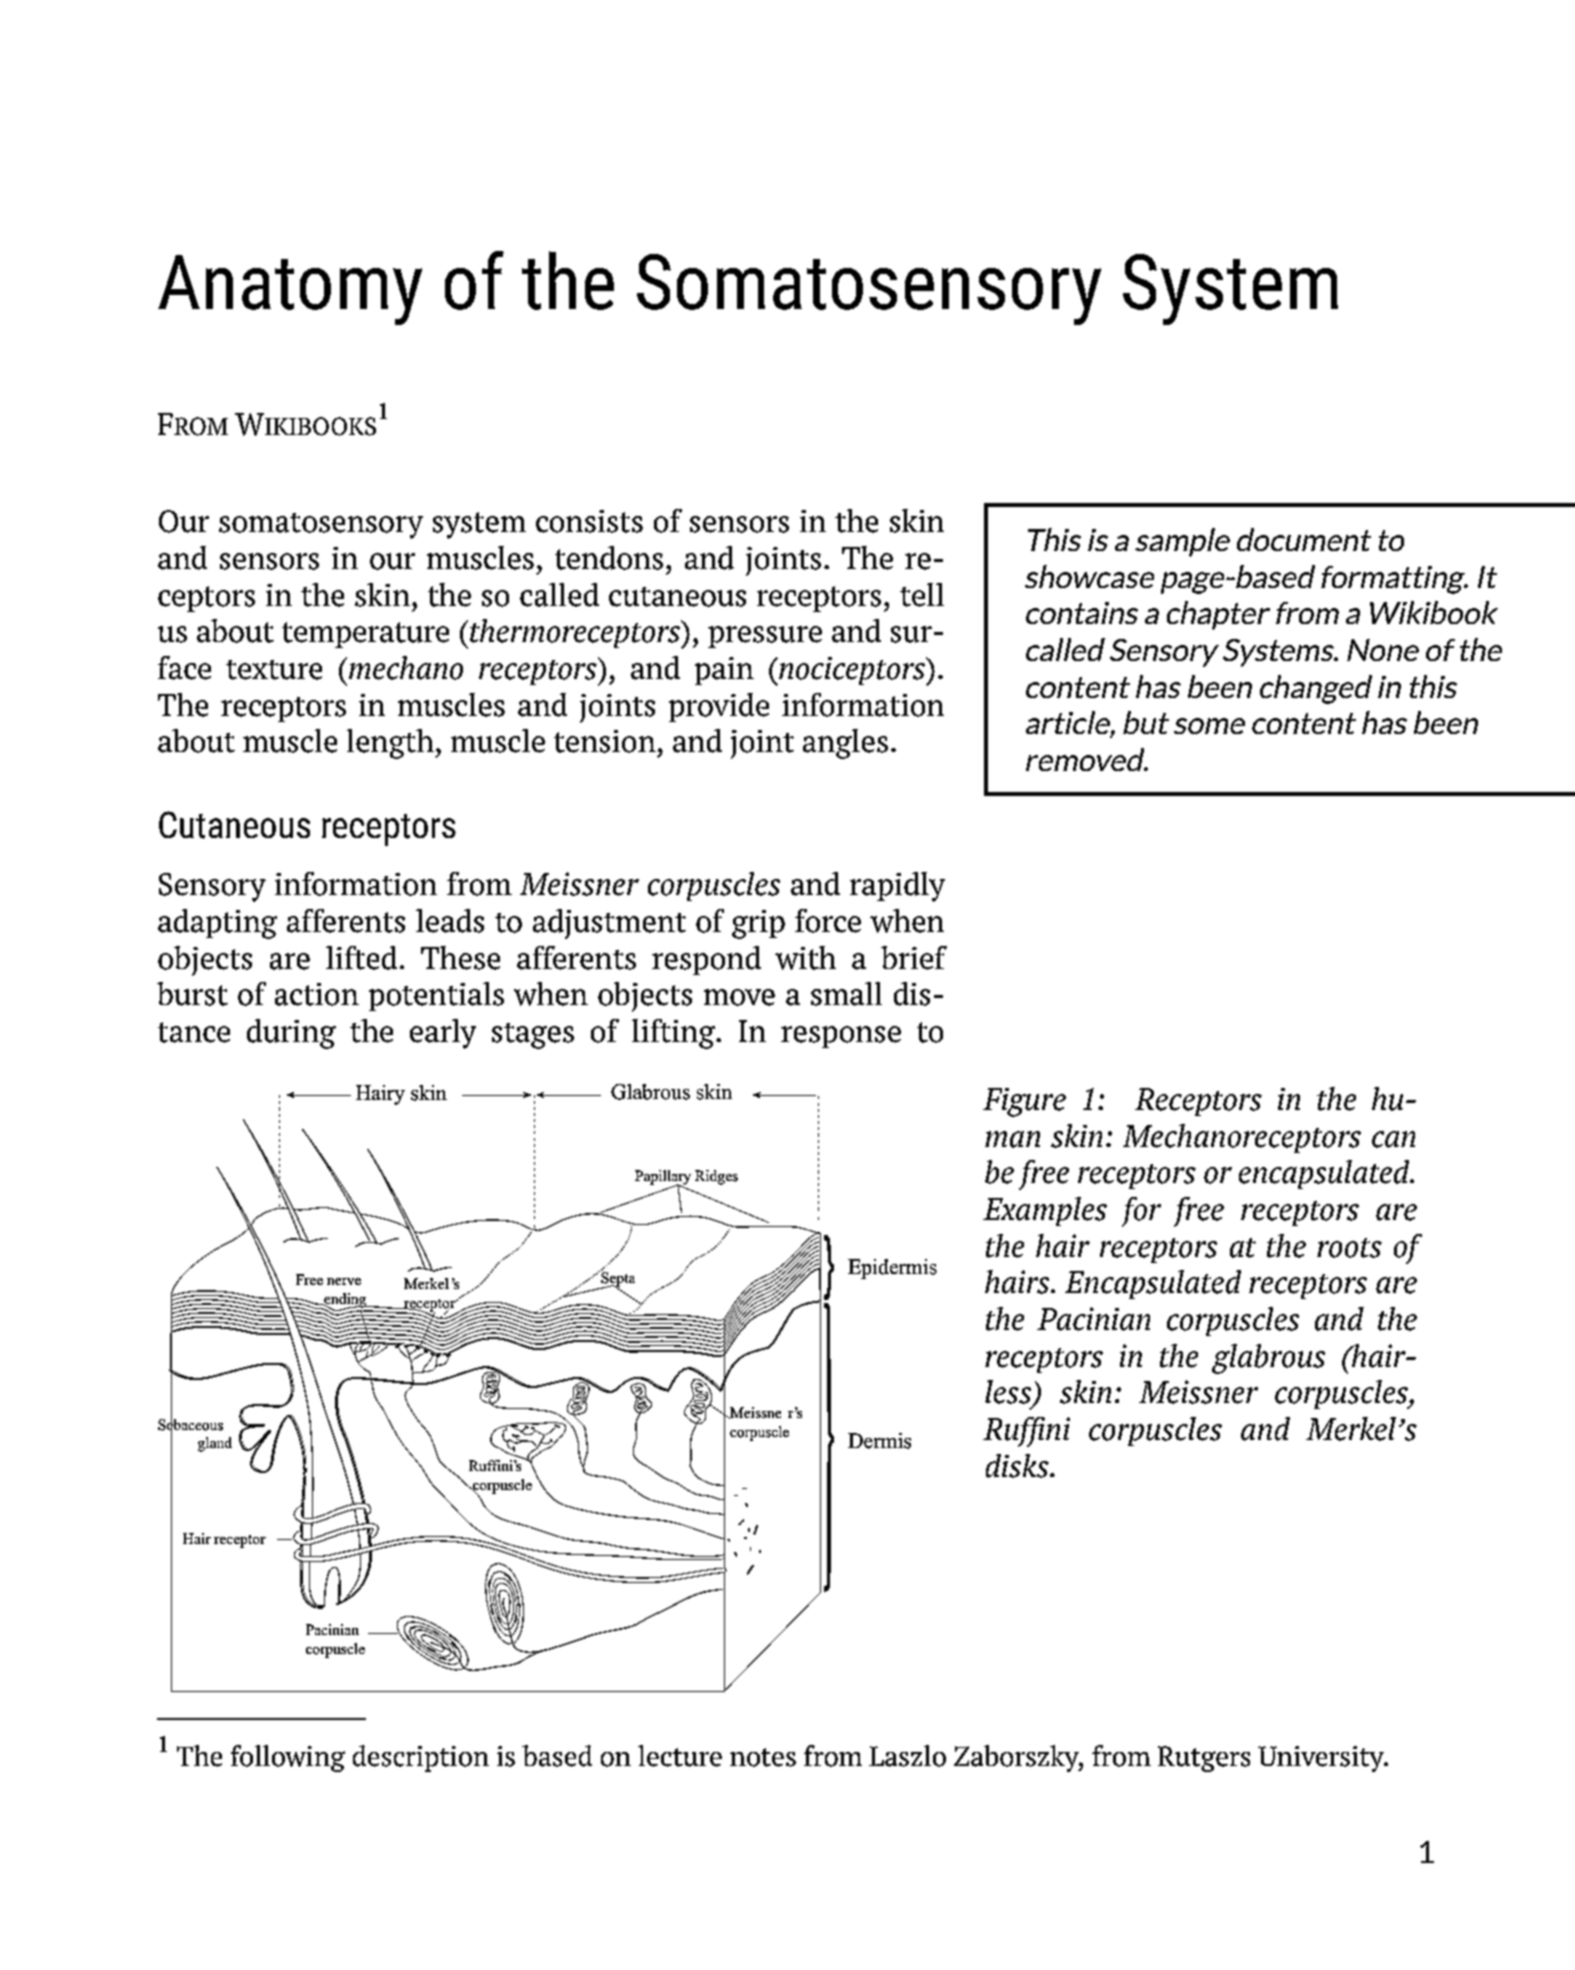 Anatomy of the Somatosensory System
FROM WIKIBOOKS1
Our somatosensory system consists of sensors in the skin
and sensors in our muscles, tendons, and joints. The re-
ceptors in the skin, the so called cutaneous receptors, tell
us about temperature (thermoreceptors), pressure and sur-
face texture (mechano receptors), and pain (nociceptors).
The receptors in muscles and joints provide information
about muscle length, muscle tension, and joint angles.
This is a sample document to
showcase page-based formatting. It
contains a chapter from a Wikibook
called Sensory Systems. None of the
content has been changed in this
article, but some content has been
removed.
Cutaneous receptors
Sensory information from Meissner corpuscles and rapidly
adapting afferents leads to adjustment of grip force when
objects are lifted. These afferents respond with a brief
burst of action potentials when objects move a small dis-
tance during the early stages of lifting. In response to
Hairy skin
Glabrous skin
Papillary Ridges
Epidermis
Free nerve
ending
Merkel's
receptor
Septa
Sebaceous
gland
Meissne r's
corpuscle
Dermis
Ruffini's
corpuscle
Hair receptor
Pacinian
corpuscle
Figure 1: Receptors in the hu-
man skin: Mechanoreceptors can
be free receptors or encapsulated.
Examples for free receptors are
the hair receptors at the roots of
hairs. Encapsulated receptors are
the Pacinian corpuscles and the
receptors in the glabrous (hair-
less) skin: Meissner corpuscles,
Ruffini corpuscles and Merkel's
disks.
1 The following description is based on lecture notes from Laszlo Zaborszky, from Rutgers University.
1